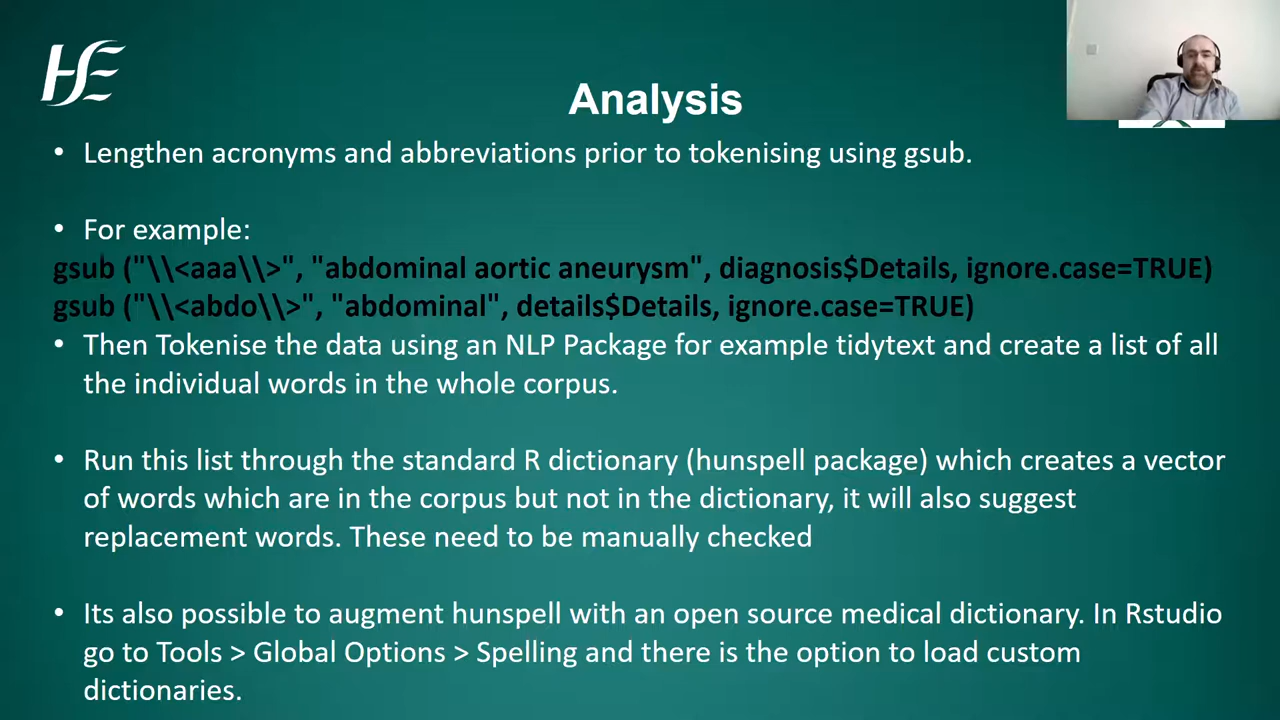 HSE
Analysis
• Lengthen acronyms and abbreviations prior to tokenising using gsub.
• For example:
gsub ("\\<aaa\\>", "abdominal aortic aneurysm", diagnosis$Details, ignore.case=TRUE)
gsub ("\\<abdo\\>", "abdominal", details$Details, ignore.case=TRUE)
• Then Tokenise the data using an NLP Package for example tidytext and create a list of all
the individual words in the whole corpus.
• Run this list through the standard R dictionary (hunspell package) which creates a vector
of words which are in the corpus but not in the dictionary, it will also suggest
replacement words. These need to be manually checked
• Its also possible to augment hunspell with an open source medical dictionary. In Rstudio
go to Tools > Global Options > Spelling and there is the option to load custom
dictionaries.